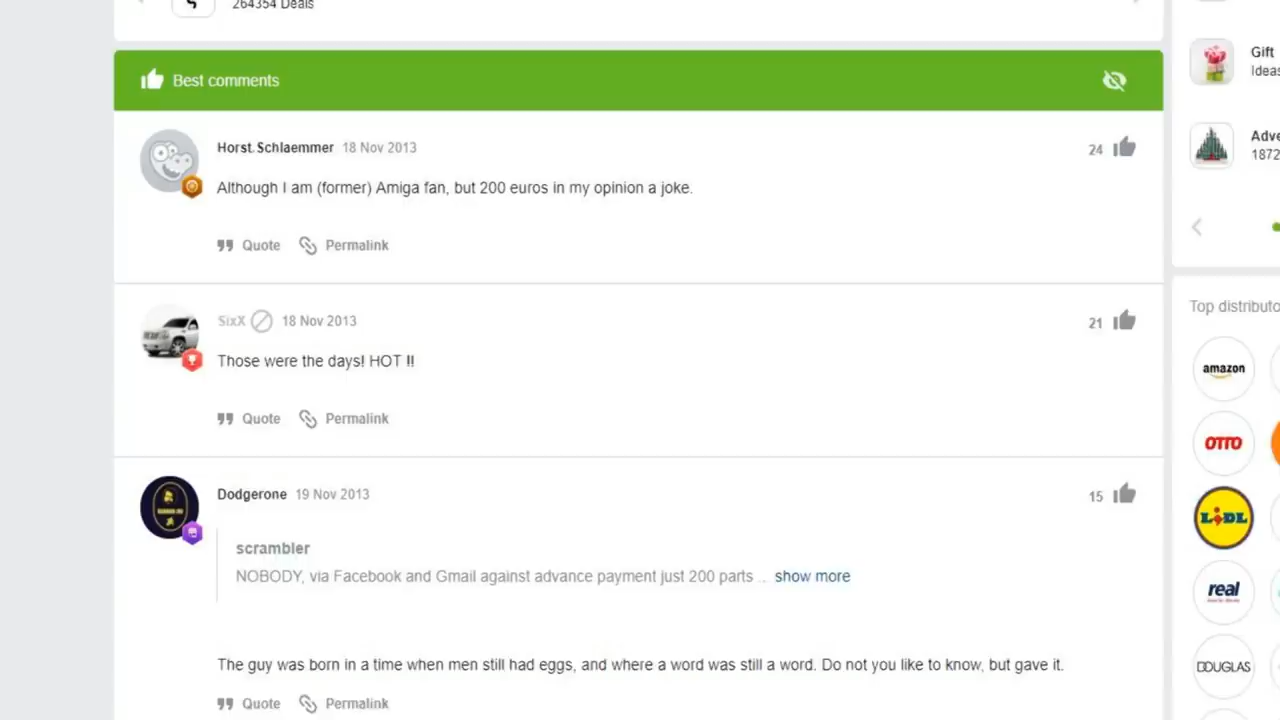 264354 Deals
Best comments
Horst.Schlaemmer 18 Nov 2013
24
Although I am (former) Amiga fan, but 200 euros in my opinion a joke.
Quote Permalink
SixX 18 Nov 2013
21
Those were the days! HOT !!
Quote Permalink
Dodgerone 19 Nov 2013
15
scrambler
NOBODY, via Facebook and Gmail against advance payment just 200 parts ... show more
The guy was born in a time when men still had eggs, and where a word was still a word. Do not you like to know, but gave it.
Quote Permalink
Gift
Ideas
Adve
1872
Top distributo
amazon
OTTO
LIDL
real
DOUGLAS